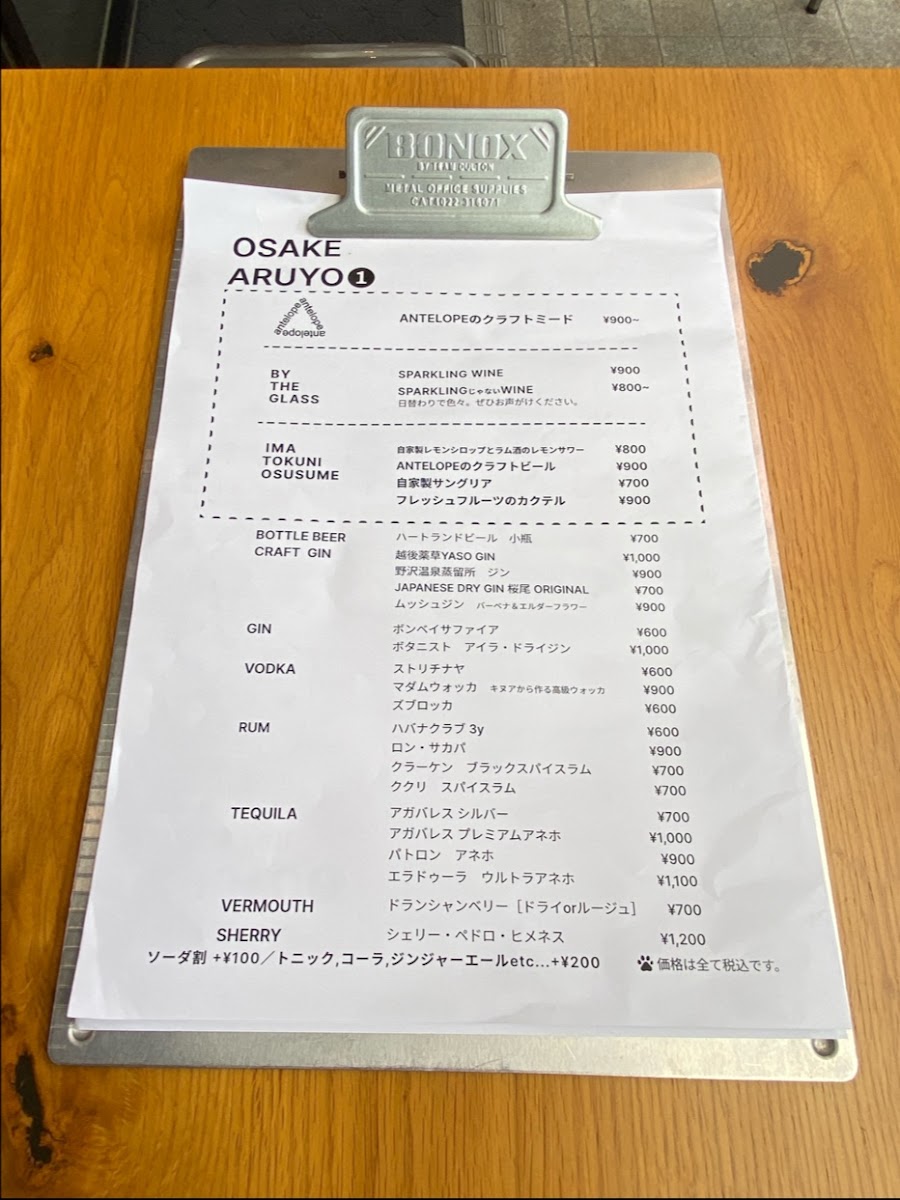 "BONOX"
METAL OFFICE SUPPLIES
OSAKE
ARUYO❶
antelope antelope antelope
ANTELOPEのクラフトミード ¥900~
BY THE GLASS
SPARKLING WINE ¥900
SPARKLINGじゃないWINE ¥800~
日替わりで色々。ぜひお声がけください。
IMA TOKUNI OSUSUME
自家製レモンシロップとラム酒のレモンサワー ¥800
ANTELOPEのクラフトビール ¥900
自家製サングリア ¥700
フレッシュフルーツのカクテル ¥900
BOTTLE BEER ハートランドビール 小瓶 ¥700
CRAFT GIN 越後薬草YASO GIN ¥1,000
野沢温泉蒸留所 ジン ¥900
JAPANESE DRY GIN 桜尾 ORIGINAL ¥700
ムッシュジン バーベナ&エルダーフラワー ¥900
GIN ボンベイサファイア ¥600
ボタニスト アイラ・ドライジン ¥1,000
VODKA ストリチナヤ ¥600
マダムウォッカ キヌアから作る高級ウォッカ ¥900
ズブロッカ ¥600
RUM ハバナクラブ 3y ¥600
ロン・サカパ ¥900
クラーケン ブラックスパイスラム ¥700
ククリ スパイスラム ¥700
TEQUILA アガバレス シルバー ¥700
アガバレス プレミアムアネホ ¥1,000
パトロン アネホ ¥900
エラドゥーラ ウルトラアネホ ¥1,100
VERMOUTH ドランシャンベリー［ドライorルージュ］ ¥700
SHERRY シェリー・ペドロ・ヒメネス ¥1,200
ソーダ割 +¥100／トニック,コーラ,ジンジャーエールetc...+¥200
価格は全て税込です。